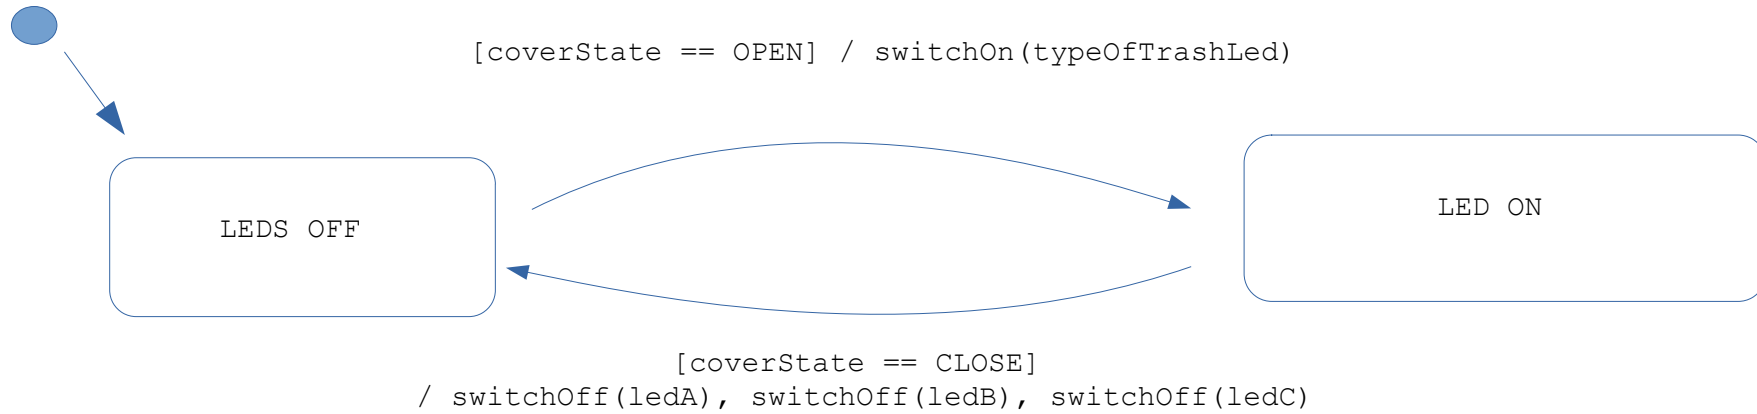 [coverState == OPEN] / switchOn(typeOfTrashLed)
LEDS OFF
LED ON
[coverState == CLOSE]
/ switchOff(ledA), switchOff(ledB), switchOff(ledC)